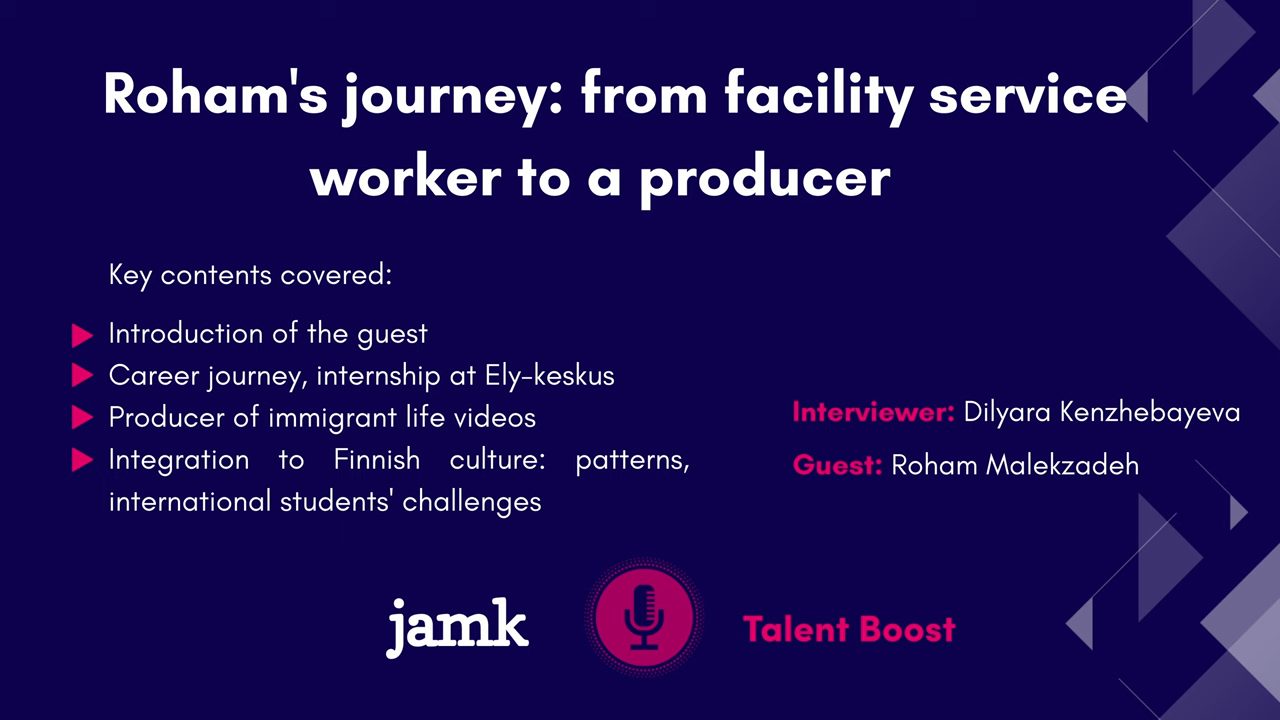 Roham's journey: from facility service
worker to a producer
Key contents covered:
Introduction of the guest
Career journey, internship at Ely-keskus
Producer of immigrant life videos
Integration to Finnish culture: patterns,
international students' challenges
Interviewer: Dilyara Kenzhebayeva
Guest: Roham Malekzadeh
jamk
Talent Boost